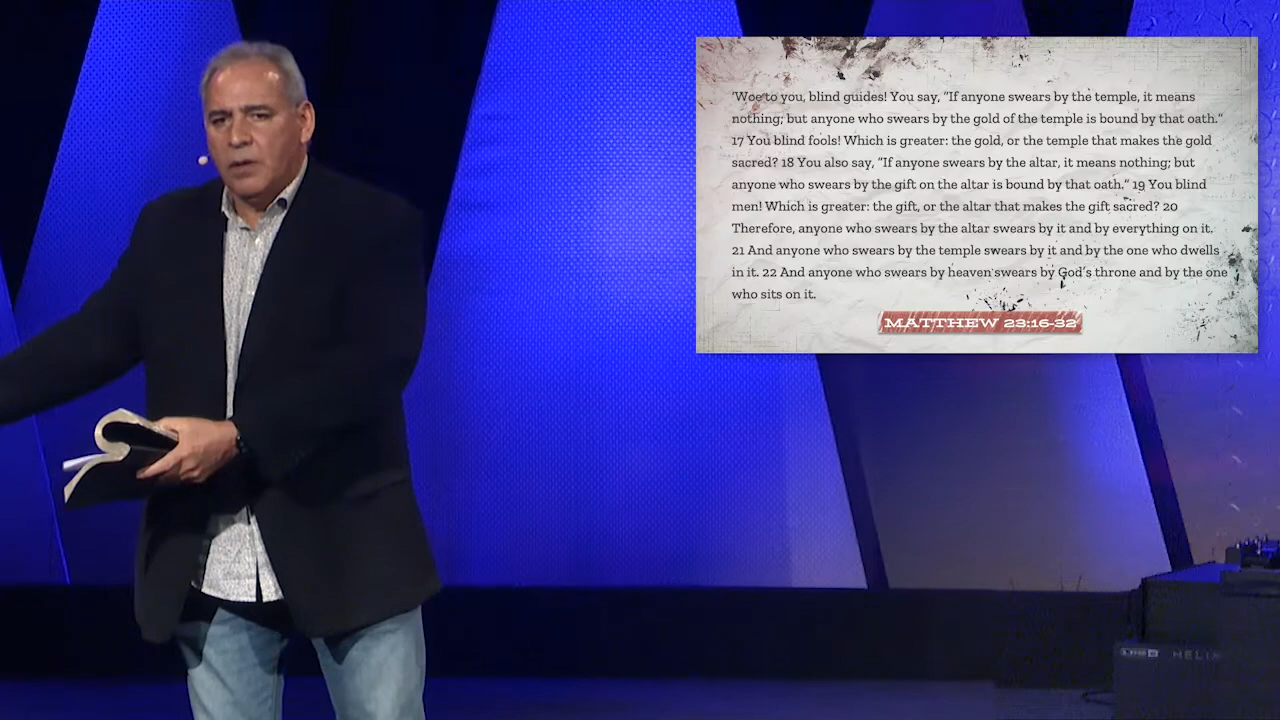 'Woe to you, blind guides! You say, "If anyone swears by the temple, it means
nothing; but anyone who swears by the gold of the temple is bound by that oath."
17 You blind fools! Which is greater: the gold, or the temple that makes the gold
sacred? 18 You also say, "If anyone swears by the altar, it means nothing; but
anyone who swears by the gift on the altar is bound by that oath." 19 You blind
men! Which is greater: the gift, or the altar that makes the gift sacred? 20
Therefore, anyone who swears by the altar swears by it and by everything on it.
21 And anyone who swears by the temple swears by it and by the one who dwells
in it. 22 And anyone who swears by heaven swears by God's throne and by the one
who sits on it.
MATTHEW 23:16-32
LINE 6 HELIX